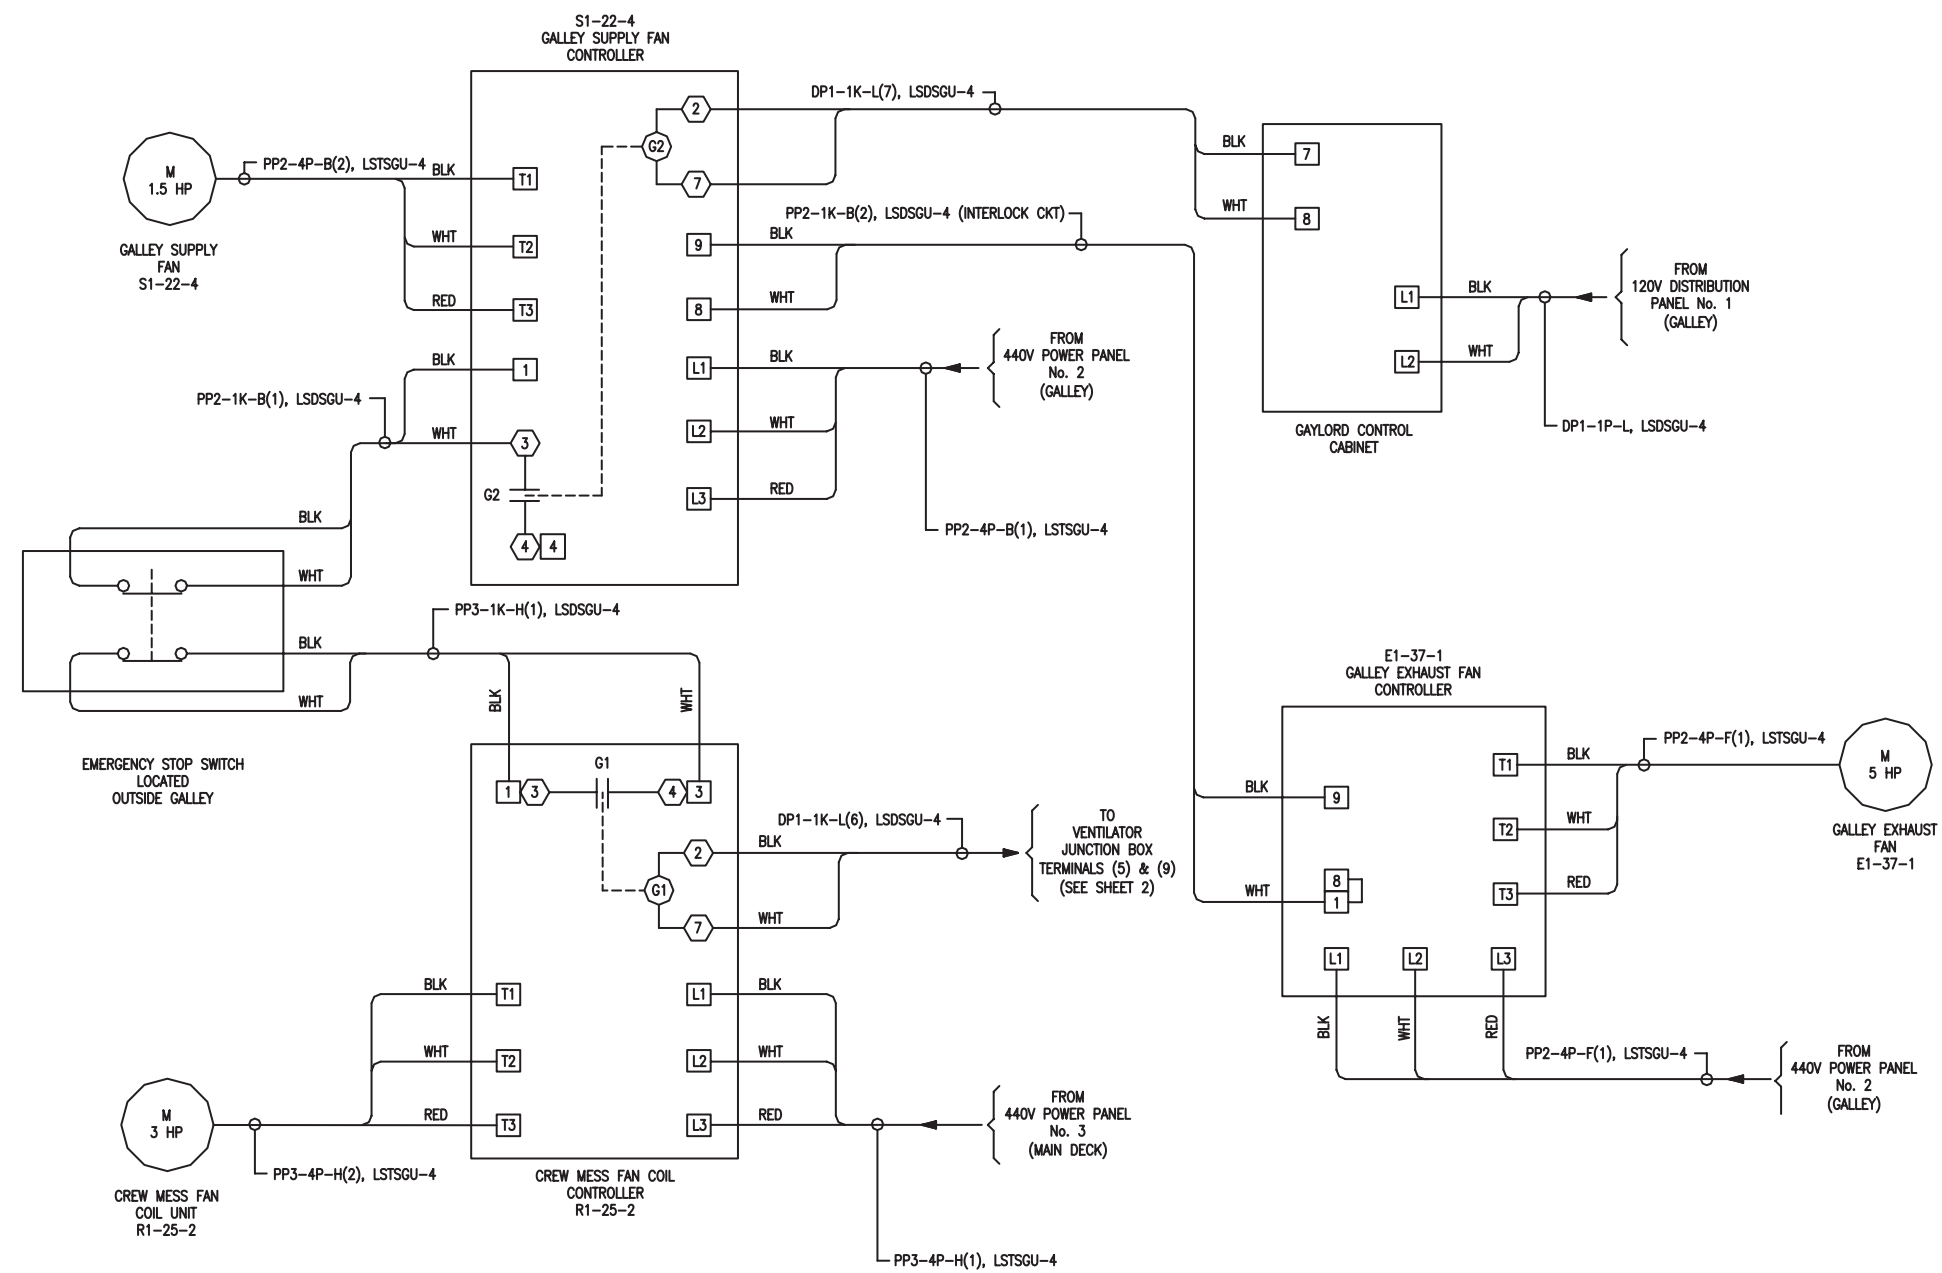 S1-22-4
GALLEY SUPPLY FAN
CONTROLLER
M
1.5 HP
PP2-4P-B(2), LSTSGU-4
GALLEY SUPPLY
FAN
S1-22-4
BLK
WHT
RED
T1
T2
T3
BLK
1
PP2-1K-B(1), LSDSGU-4
WHT
3
G2
4
4
G2
2
7
9
8
L1
L2
L3
DP1-1K-L(7), LSDSGU-4
PP2-1K-B(2), LSDSGU-4 (INTERLOCK CKT)
BLK
WHT
BLK
WHT
RED
FROM
440V POWER PANEL
No. 2
(GALLEY)
PP2-4P-B(1), LSTSGU-4
BLK
WHT
7
8
L1
L2
BLK
WHT
FROM
120V DISTRIBUTION
PANEL No. 1
(GALLEY)
DP1-1P-L, LSDSGU-4
GAYLORD CONTROL
CABINET
BLK
WHT
BLK
WHT
EMERGENCY STOP SWITCH
LOCATED
OUTSIDE GALLEY
PP3-1K-H(1), LSDSGU-4
BLK
WHT
1
3
G1
4
3
2
G1
7
DP1-1K-L(6), LSDSGU-4
BLK
WHT
TO
VENTILATOR
JUNCTION BOX
TERMINALS (5) & (9)
(SEE SHEET 2)
BLK
WHT
RED
T1
T2
T3
L1
L2
L3
BLK
WHT
RED
M
3 HP
PP3-4P-H(2), LSTSGU-4
CREW MESS FAN
COIL UNIT
R1-25-2
CREW MESS FAN COIL
CONTROLLER
R1-25-2
FROM
440V POWER PANEL
No. 3
(MAIN DECK)
PP3-4P-H(1), LSTSGU-4
E1-37-1
GALLEY EXHAUST FAN
CONTROLLER
BLK
WHT
9
8
1
T1
T2
T3
BLK
WHT
RED
PP2-4P-F(1), LSTSGU-4
M
5 HP
GALLEY EXHAUST
FAN
E1-37-1
L1
L2
L3
BLK
WHT
RED
PP2-4P-F(1), LSTSGU-4
FROM
440V POWER PANEL
No. 2
(GALLEY)